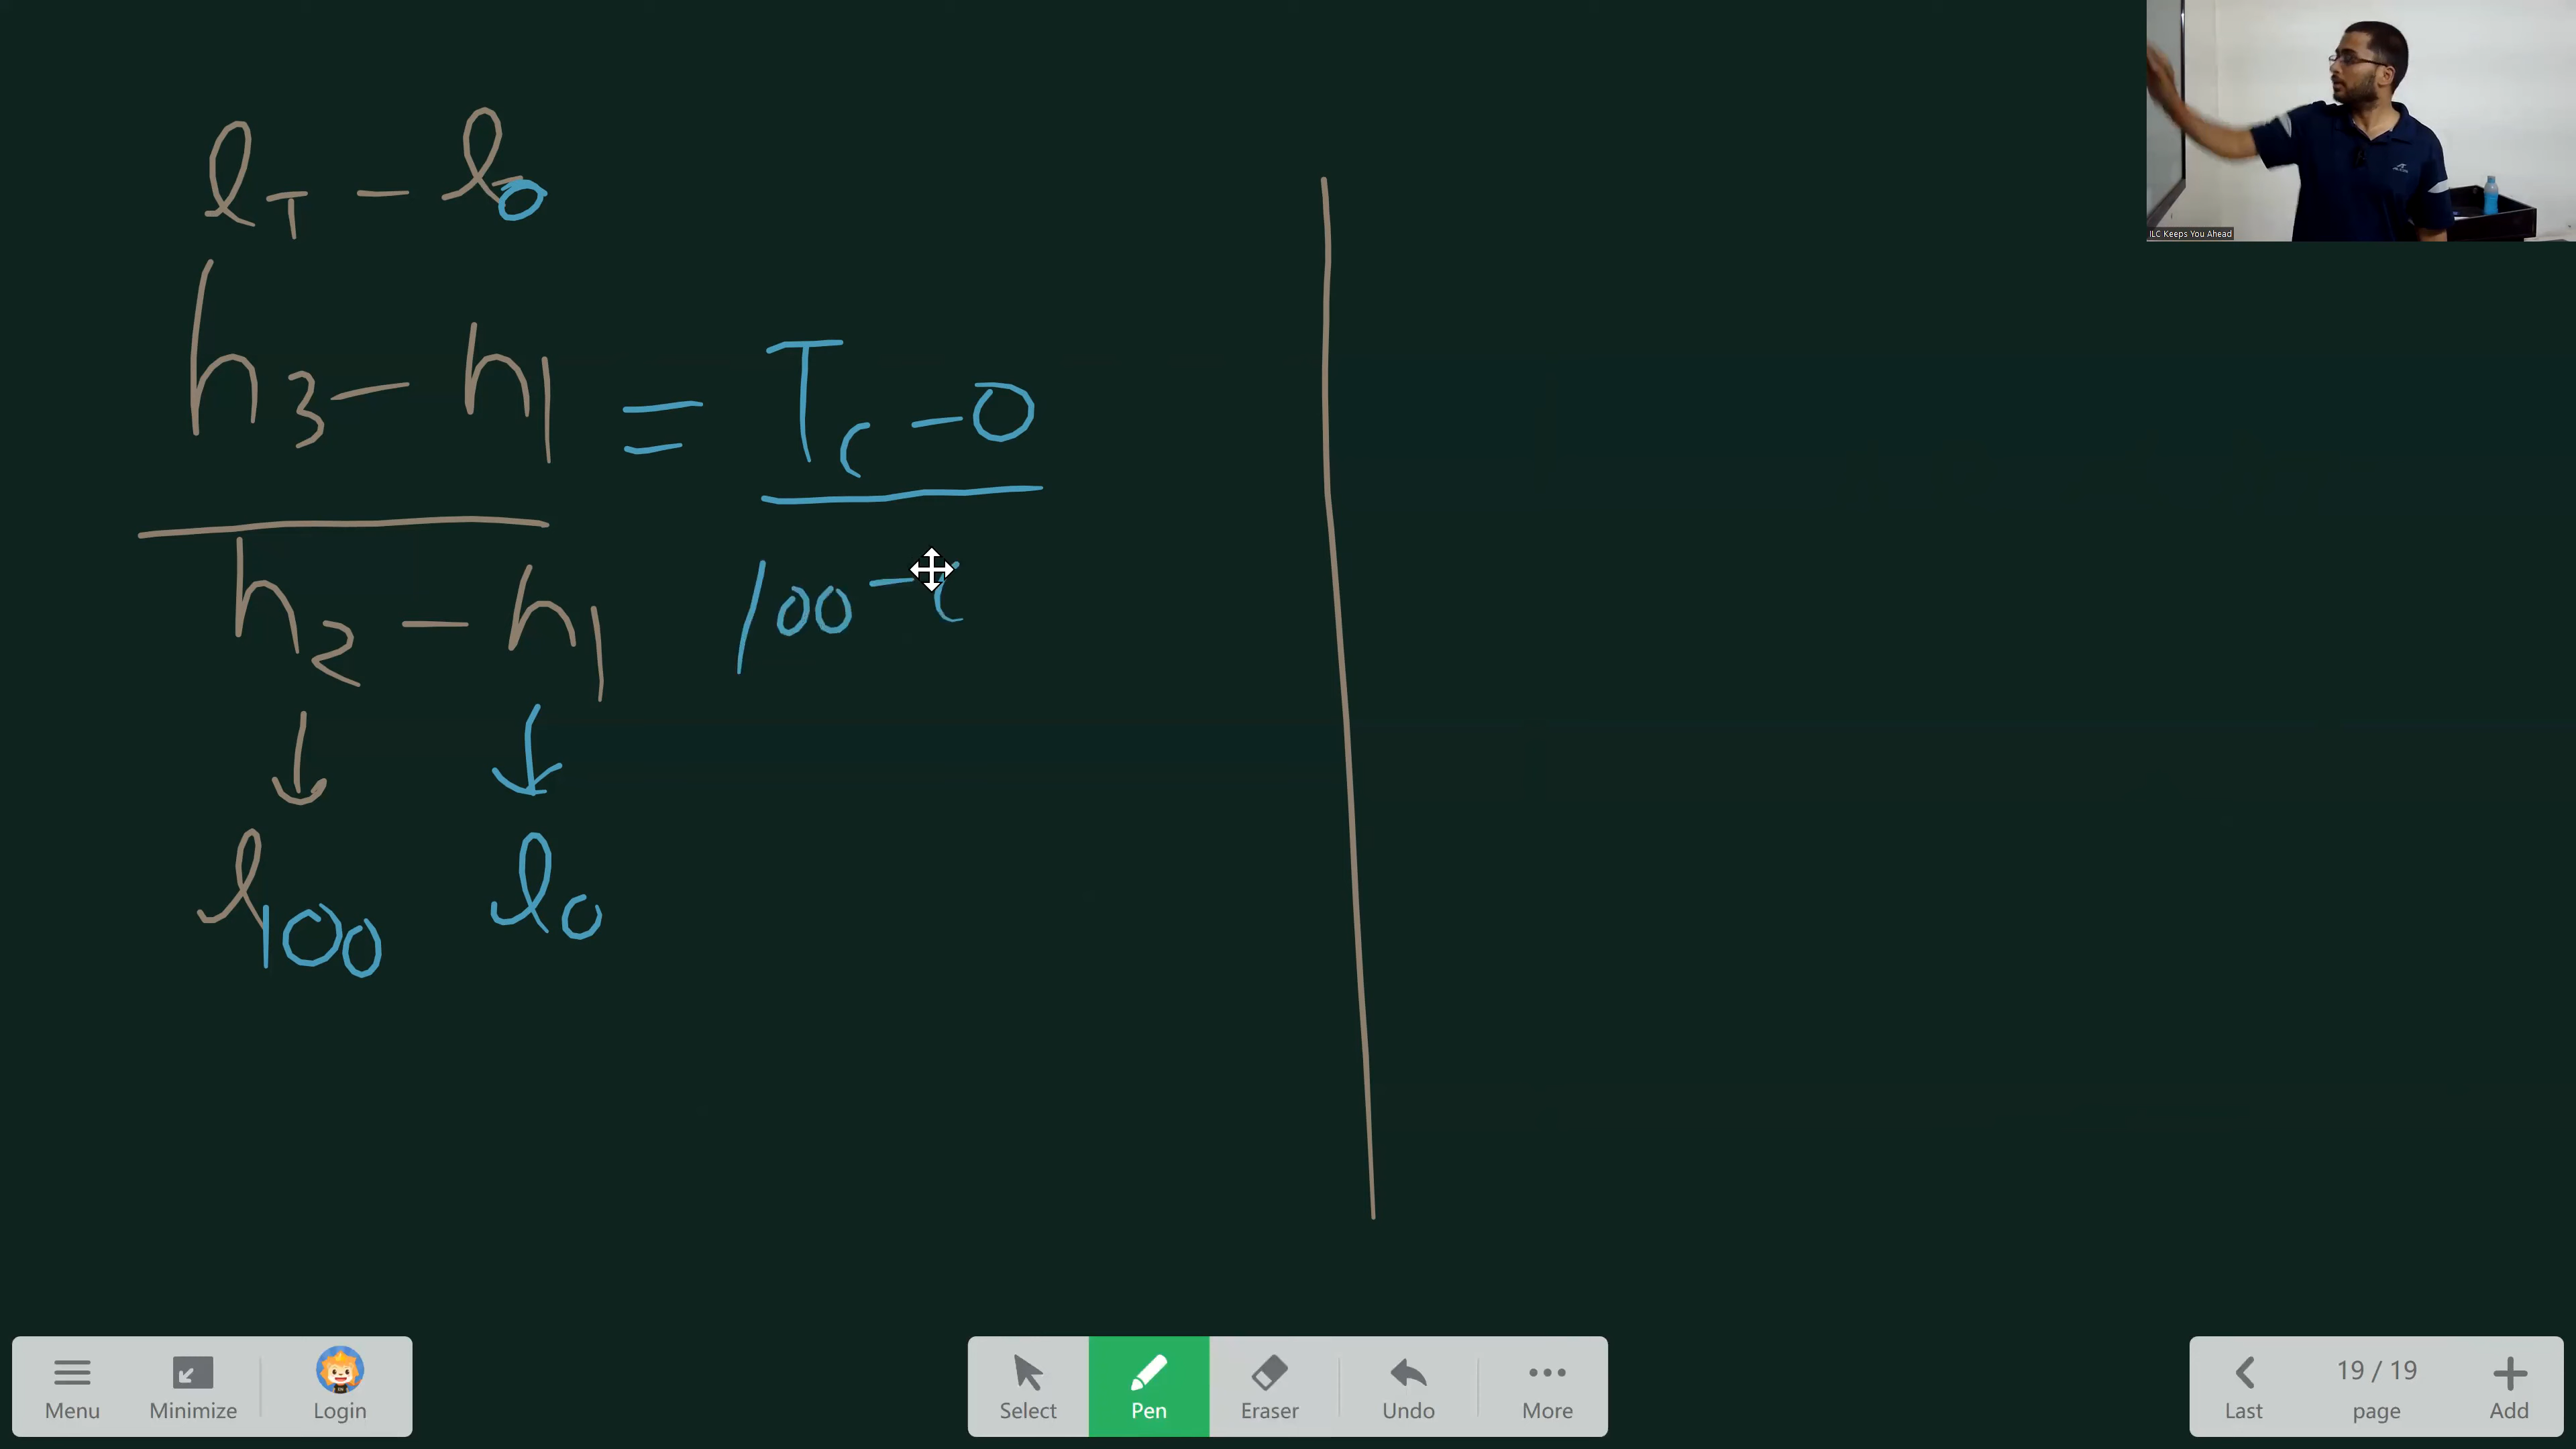 l_T - l_0
h_3 - h_1 = T_C - 0
h_2 - h_1 100 -
l_100 l_0
ILC Keeps You Ahead
Menu Minimize Login
Select Pen Eraser Undo More
Last 19 / 19 page Add